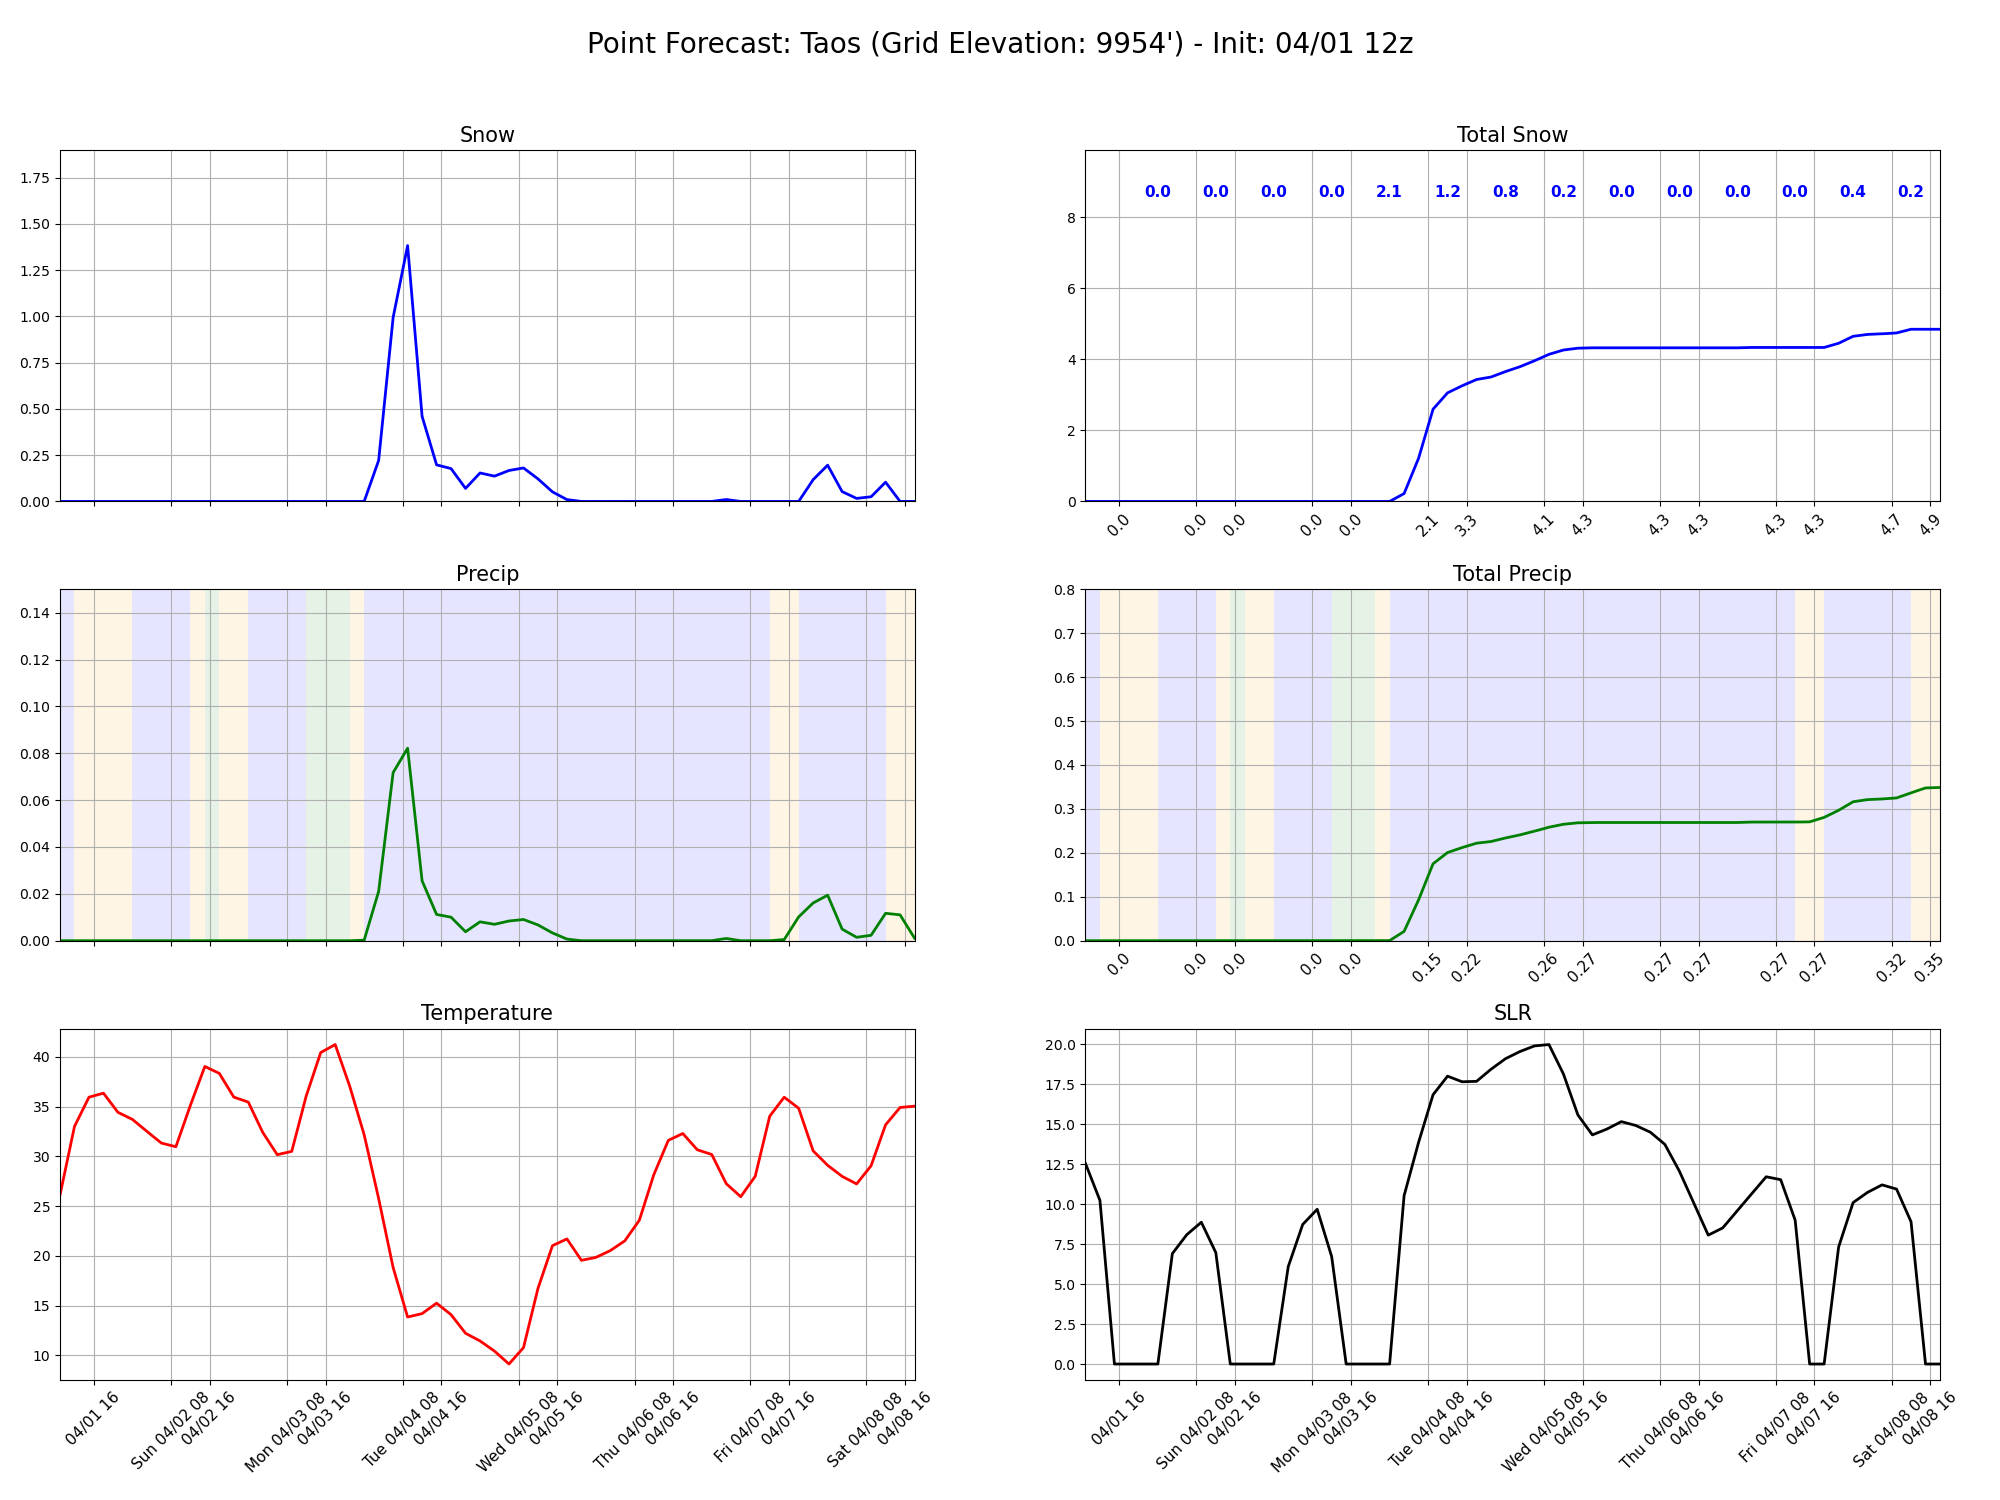 Point Forecast: Taos (Grid Elevation: 9954') - Init: 04/01 12z
Snow
1.75
1.50
1.25
1.00
0.75
0.50
0.25
0.00
Total Snow
0.0 0.0 0.0 0.0 2.1 1.2 0.8 0.2 0.0 0.0 0.0 0.0 0.4 0.2
8
6
4
2
0
0.0 0.0 0.0 0.0 0.0 2.1 3.3 4.1 4.3 4.3 4.3 4.3 4.3 4.7 4.9
Precip
0.14
0.12
0.10
0.08
0.06
0.04
0.02
0.00
Total Precip
0.8
0.7
0.6
0.5
0.4
0.3
0.2
0.1
0.0
0.0 0.0 0.0 0.0 0.0 0.15 0.22 0.26 0.27 0.27 0.27 0.27 0.27 0.32 0.35
Temperature
40
35
30
25
20
15
10
04/01 16
Sun 04/02 08
04/02 16
Mon 04/03 08
04/03 16
Tue 04/04 08
04/04 16
Wed 04/05 08
04/05 16
Thu 04/06 08
04/06 16
Fri 04/07 08
04/07 16
Sat 04/08 08
04/08 16
SLR
20.0
17.5
15.0
12.5
10.0
7.5
5.0
2.5
0.0
04/01 16
Sun 04/02 08
04/02 16
Mon 04/03 08
04/03 16
Tue 04/04 08
04/04 16
Wed 04/05 08
04/05 16
Thu 04/06 08
04/06 16
Fri 04/07 08
04/07 16
Sat 04/08 08
04/08 16